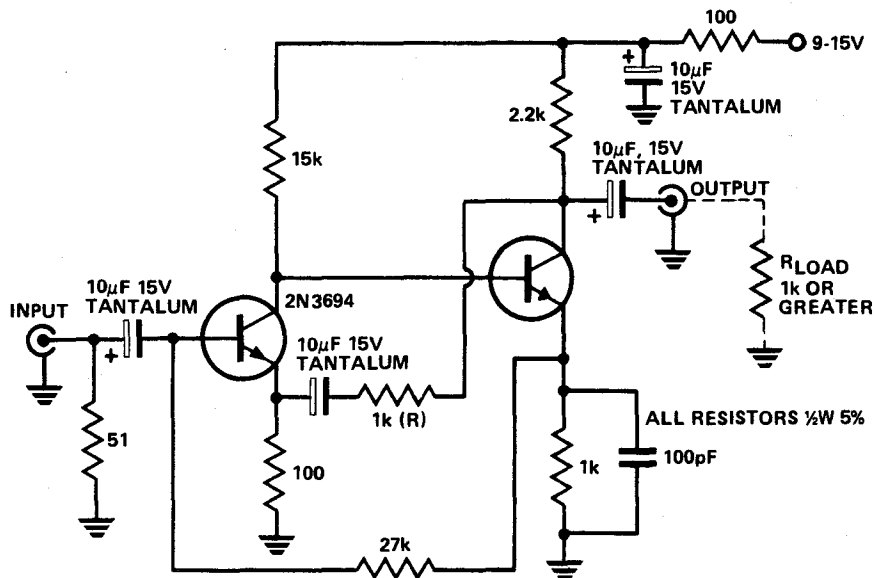 100
9-15V
+
10μF
15V
TANTALUM
2.2k
15k
10μF, 15V
TANTALUM
+
OUTPUT
RLOAD
1k OR
GREATER
10μF 15V
TANTALUM
2N3694
INPUT
+
10μF 15V
TANTALUM
1k (R)
51
100
ALL RESISTORS ½W 5%
1k
100pF
27k